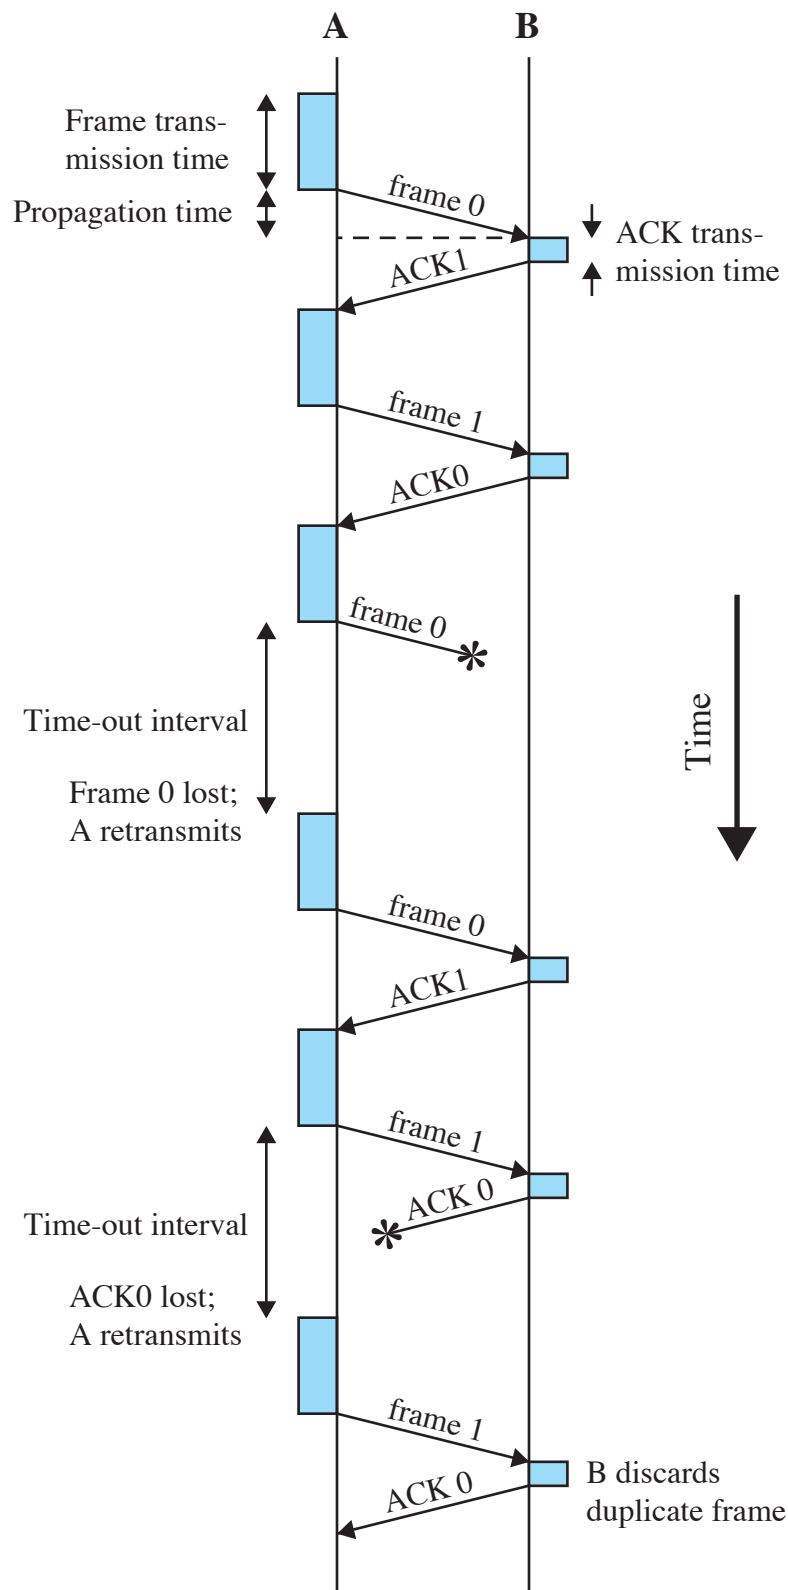 A
B
Frame trans-
mission time
Propagation time
frame 0
ACK trans-
mission time
ACK1
frame 1
ACK0
frame 0
Time-out interval
Time
Frame 0 lost;
A retransmits
frame 0
ACK1
frame 1
ACK 0
Time-out interval
ACK0 lost;
A retransmits
frame 1
B discards
duplicate frame
ACK 0